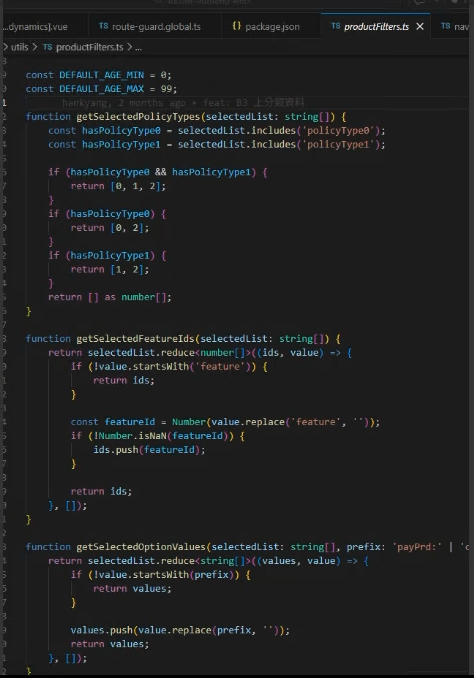 ..dynamics].vue TS route-guard.global.ts {} package.json TS productFilters.ts × TS nav
> utils > TS productFilters.ts > ...
const DEFAULT_AGE_MIN = 0;
const DEFAULT_AGE_MAX = 99;
hankyang, 2 months ago • feat: B3 上分類資料
function getSelectedPolicyTypes(selectedList: string[]) {
const hasPolicyType0 = selectedList.includes('policyType0');
const hasPolicyType1 = selectedList.includes('policyType1');
if (hasPolicyType0 && hasPolicyType1) {
return [0, 1, 2];
}
if (hasPolicyType0) {
return [0, 2];
}
if (hasPolicyType1) {
return [1, 2];
}
return [] as number[];
}
function getSelectedFeatureIds(selectedList: string[]) {
return selectedList.reduce<number[]>((ids, value) => {
if (!value.startsWith('feature')) {
return ids;
}
const featureId = Number(value.replace('feature', ''));
if (!Number.isNaN(featureId)) {
ids.push(featureId);
}
return ids;
}, []);
}
function getSelectedOptionValues(selectedList: string[], prefix: 'payPrd:' | '
return selectedList.reduce<string[]>((values, value) => {
if (!value.startsWith(prefix)) {
return values;
}
values.push(value.replace(prefix, ''));
return values;
}, []);
}